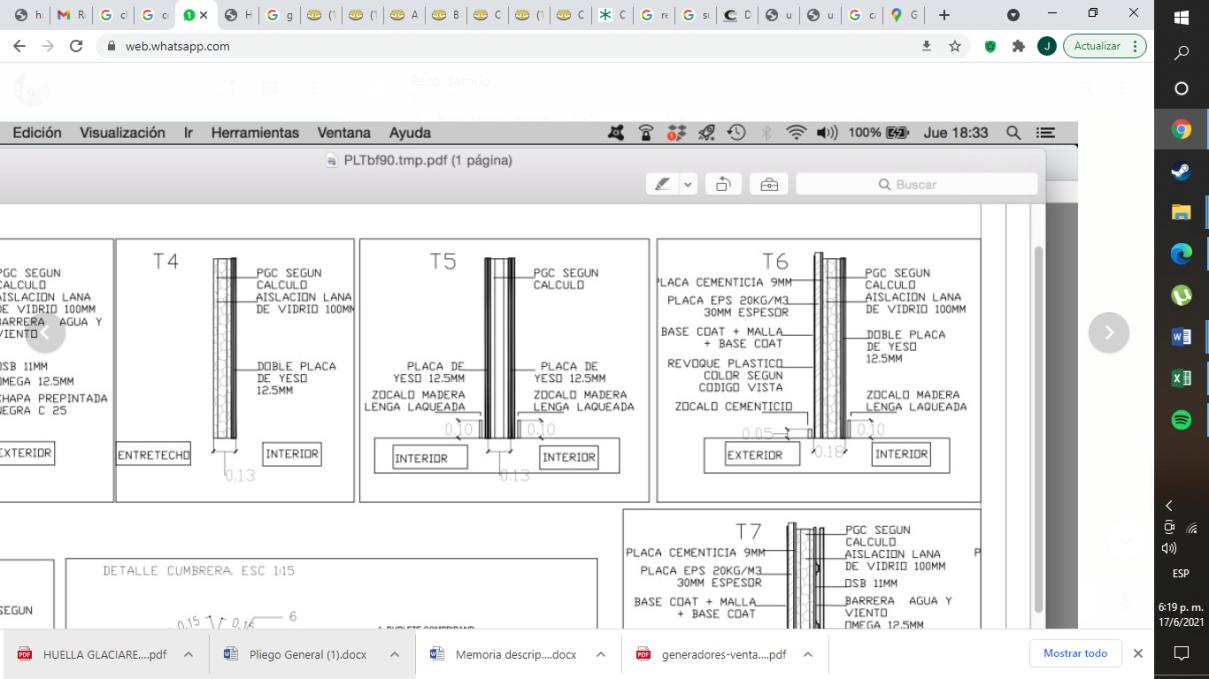 web.whatsapp.com
Actualizar
Recordatorio
Edición Visualización Ir Herramientas Ventana Ayuda
100%
Jue 18:33
PLTbf90.tmp.pdf (1 página)
Buscar
PGC SEGUN
CALCULO
AISLACION LANA
DE VIDRIO 100MM
BARRERA AGUA Y
VIENTO
OSB 11MM
OMEGA 12.5MM
CHAPA PREPINTADA
NEGRA C 25
EXTERIOR
T4
PGC SEGUN
CALCULO
AISLACION LANA
DE VIDRIO 100MM
DOBLE PLACA
DE YESO
12.5MM
ENTRETECHO
INTERIOR
0.13
T5
PGC SEGUN
CALCULO
PLACA DE
YESO 12.5MM
ZOCALO MADERA
LENGA LAQUEADA
PLACA DE
YESO 12.5MM
ZOCALO MADERA
LENGA LAQUEADA
0.10
0.10
INTERIOR
INTERIOR
0.13
T6
PLACA CEMENTICIA 9MM
PLACA EPS 20KG/M3
30MM ESPESOR
BASE COAT + MALLA
+ BASE COAT
REVOQUE PLASTICO
COLOR SEGUN
CODIGO VISTA
ZOCALO CEMENTICIO
PGC SEGUN
CALCULO
AISLACION LANA
DE VIDRIO 100MM
DOBLE PLACA
DE YESO
12.5MM
ZOCALO MADERA
LENGA LAQUEADA
0.05
0.10
EXTERIOR
0.18
INTERIOR
T7
PLACA CEMENTICIA 9MM
PLACA EPS 20KG/M3
30MM ESPESOR
BASE COAT + MALLA
+ BASE COAT
PGC SEGUN
CALCULO
AISLACION LANA
DE VIDRIO 100MM
OSB 11MM
BARRERA AGUA Y
VIENTO
OMEGA 12.5MM
P
SEGUN
DETALLE CUMBRERA. ESC 1:15
0.15
0.16
6
HUELLA GLACIARE....pdf
Pliego General (1).docx
Memoria descrip....docx
generadores-venta....pdf
Mostrar todo
ESP
6:19 p. m.
17/6/2021